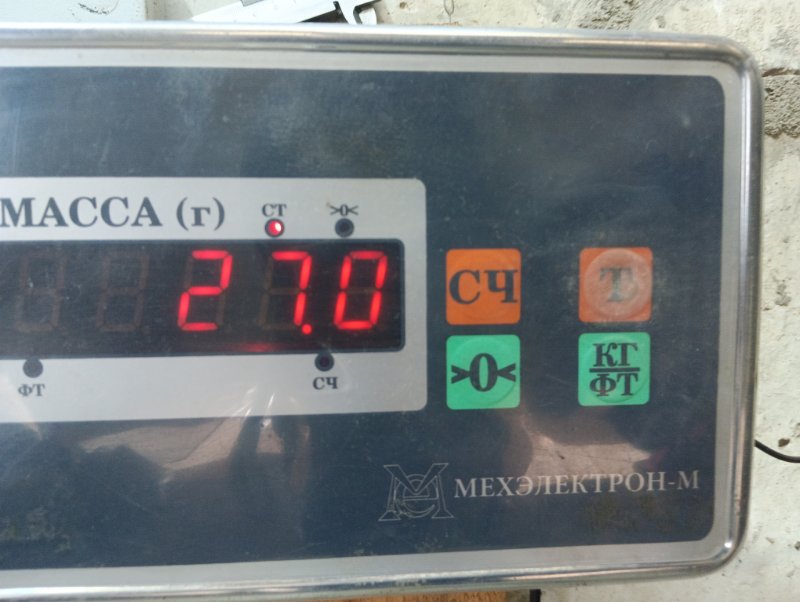 МАССА (г)
СТ >0<
27.0
ФТ СЧ
СЧ Т
>0< КГ
ФТ
МЕХЭЛЕКТРОН-М